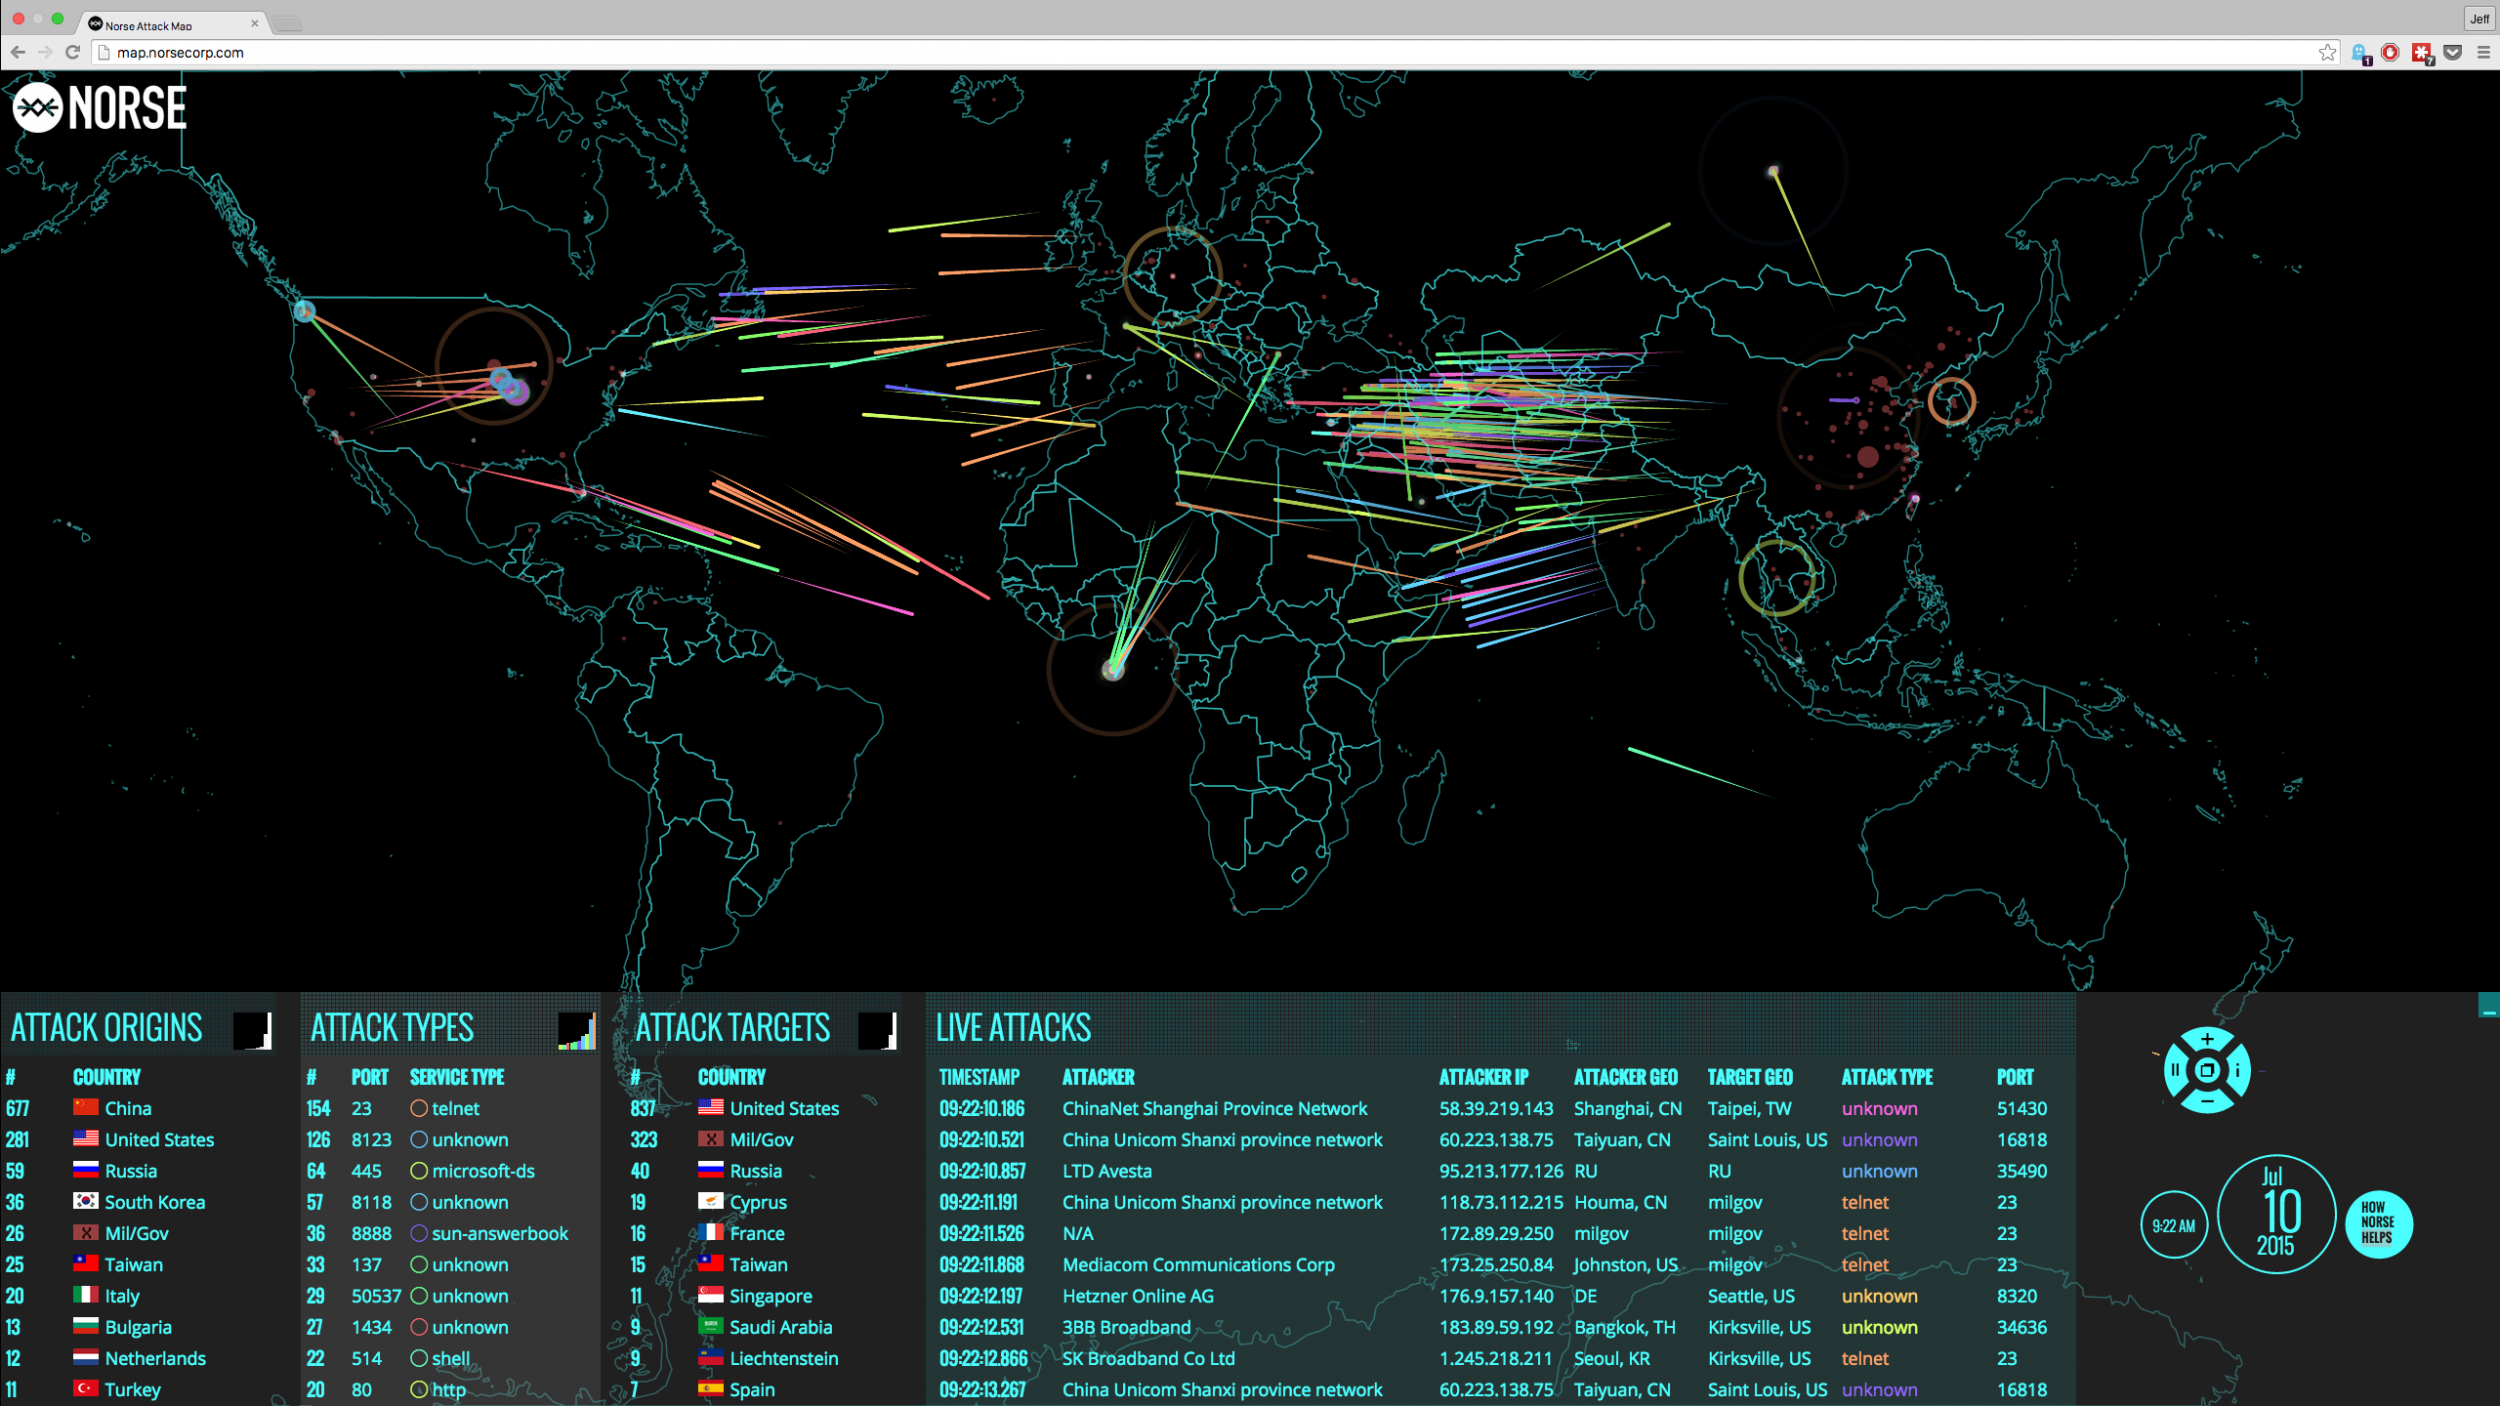 Norse Attack Map
Jeff
map.norsecorp.com
1
7
NORSE
ATTACK ORIGINS
# COUNTRY
677 China
281 United States
59 Russia
36 South Korea
26 Mil/Gov
25 Taiwan
20 Italy
13 Bulgaria
12 Netherlands
11 Turkey
ATTACK TYPES
# PORT SERVICE TYPE
154 23 telnet
126 8123 unknown
64 445 microsoft-ds
57 8118 unknown
36 8888 sun-answerbook
33 137 unknown
29 50537 unknown
27 1434 unknown
22 514 shell
20 80 http
ATTACK TARGETS
# COUNTRY
837 United States
323 Mil/Gov
40 Russia
19 Cyprus
16 France
15 Taiwan
11 Singapore
9 Saudi Arabia
9 Liechtenstein
7 Spain
LIVE ATTACKS
TIMESTAMP ATTACKER ATTACKER IP ATTACKER GEO TARGET GEO ATTACK TYPE PORT
09:22:10.186 ChinaNet Shanghai Province Network 58.39.219.143 Shanghai, CN Taipei, TW unknown 51430
09:22:10.521 China Unicom Shanxi province network 60.223.138.75 Taiyuan, CN Saint Louis, US unknown 16818
09:22:10.857 LTD Avesta 95.213.177.126 RU RU unknown 35490
09:22:11.191 China Unicom Shanxi province network 118.73.112.215 Houma, CN milgov telnet 23
09:22:11.526 N/A 172.89.29.250 milgov milgov telnet 23
09:22:11.868 Mediacom Communications Corp 173.25.250.84 Johnston, US milgov telnet 23
09:22:12.197 Hetzner Online AG 176.9.157.140 DE Seattle, US unknown 8320
09:22:12.531 3BB Broadband 183.89.59.192 Bangkok, TH Kirksville, US unknown 34636
09:22:12.866 SK Broadband Co Ltd 1.245.218.211 Seoul, KR Kirksville, US telnet 23
09:22:13.267 China Unicom Shanxi province network 60.223.138.75 Taiyuan, CN Saint Louis, US unknown 16818
9:22 AM
Jul
10
2015
HOW
NORSE
HELPS